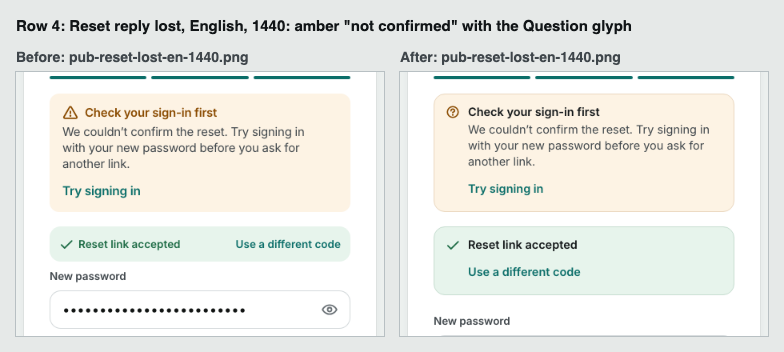 Row 4: Reset reply lost, English, 1440: amber "not confirmed" with the Question glyph
Before: pub-reset-lost-en-1440.png
Check your sign-in first
We couldn't confirm the reset. Try signing in
with your new password before you ask for
another link.
Try signing in
Reset link accepted
Use a different code
New password
After: pub-reset-lost-en-1440.png
Check your sign-in first
We couldn't confirm the reset. Try signing in
with your new password before you ask for
another link.
Try signing in
Reset link accepted
Use a different code
New password